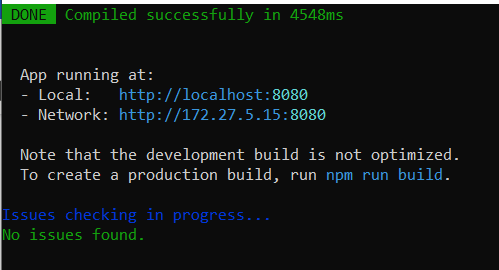 DONE Compiled successfully in 4548ms
App running at:
- Local: http://localhost:8080
- Network: http://172.27.5.15:8080
Note that the development build is not optimized.
To create a production build, run npm run build.
Issues checking in progress...
No issues found.